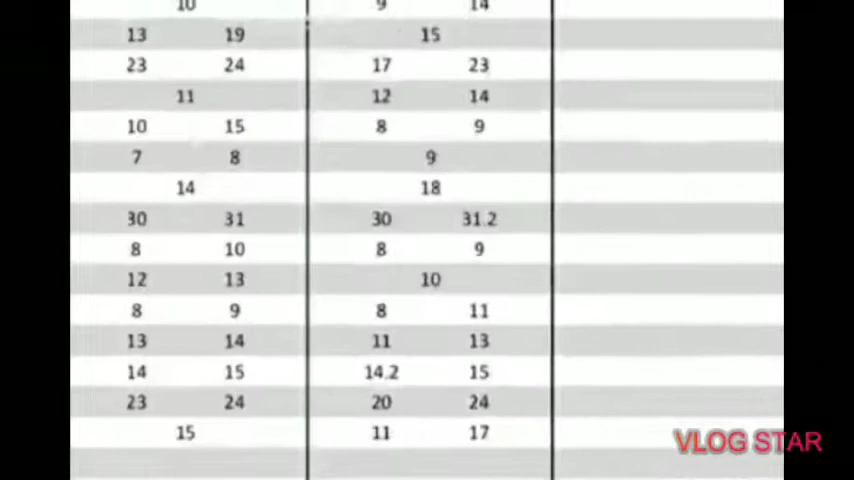 10 9 14
13 19 15
23 24 17 23
11 12 14
10 15 8 9
7 8 9
14 18
30 31 30 31.2
8 10 8 9
12 13 10
8 9 8 11
13 14 11 13
14 15 14.2 15
23 24 20 24
15 11 17
VLOG STAR